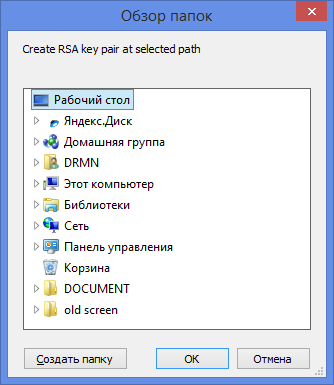 Обзор папок
Create RSA key pair at selected path
Рабочий стол
Яндекс.Диск
Домашняя группа
DRMN
Этот компьютер
Библиотеки
Сеть
Панель управления
Корзина
DOCUMENT
old screen
Создать папку ОК Отмена